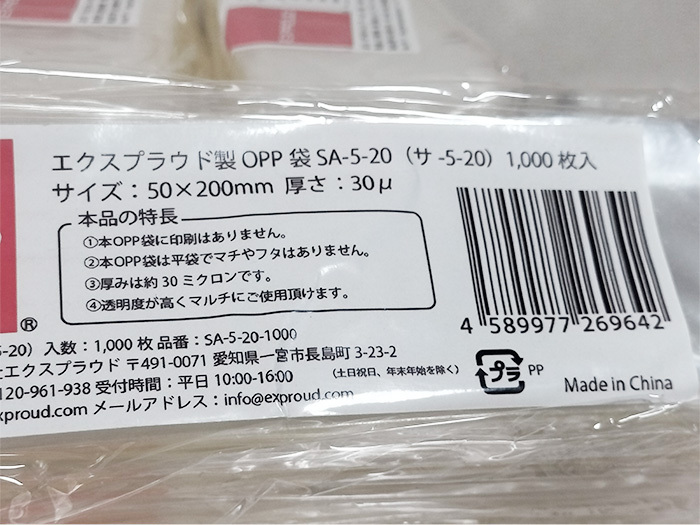 エクスプラウド製 OPP 袋 SA-5-20（サ -5-20）1,000 枚入
サイズ：50×200mm 厚さ：30μ
本品の特長
①本OPP袋に印刷はありません。
②本OPP袋は平袋でマチやフタはありません。
③厚みは約 30 ミクロンです。
④透明度が高くマルチにご使用頂けます。
4 589977 269642
®
5-20）入数：1,000 枚 品番：SA-5-20-1000
エクスプラウド 〒491-0071 愛知県一宮市長島町 3-23-2
120-961-938 受付時間：平日 10:00-16:00 （土日祝日、年末年始を除く）
exproud.com メールアドレス：info@exproud.com
プラ PP
Made in China